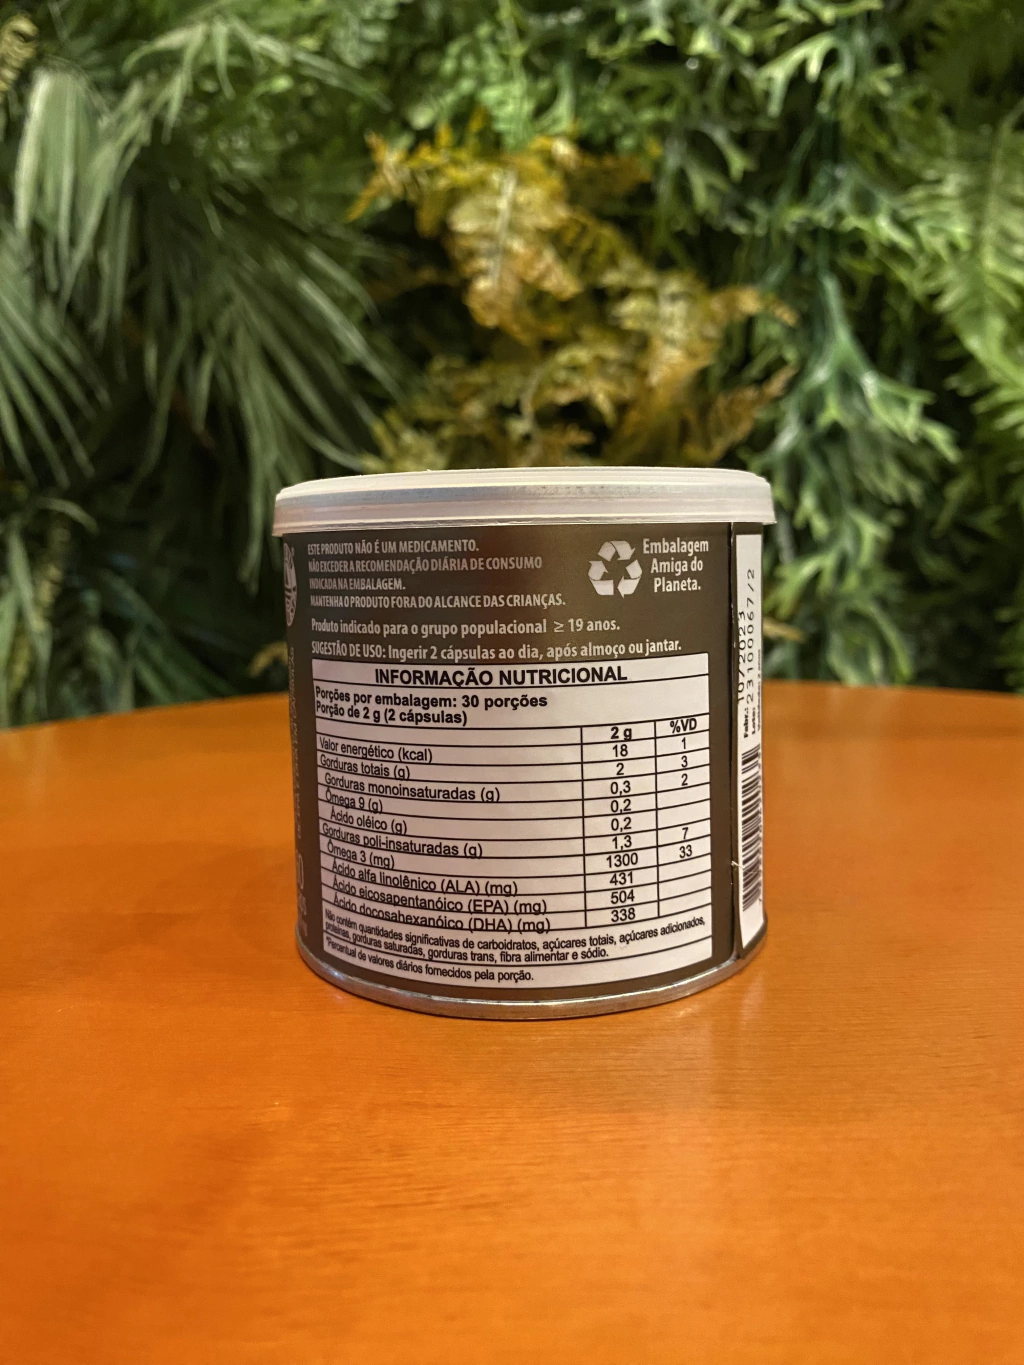 ESTE PRODUTO NÃO É UM MEDICAMENTO.
NÃO EXCEDER A RECOMENDAÇÃO DIÁRIA DE CONSUMO
INDICADA NA EMBALAGEM.
MANTENHA O PRODUTO FORA DO ALCANCE DAS CRIANÇAS.
Embalagem
Amiga do
Planeta.
Produto indicado para o grupo populacional ≥ 19 anos.
SUGESTÃO DE USO: Ingerir 2 cápsulas ao dia, após almoço ou jantar.
INFORMAÇÃO NUTRICIONAL
Porções por embalagem: 30 porções
Porção de 2 g (2 cápsulas)
2 g %VD
Valor energético (kcal) 18 1
Gorduras totais (g) 2 3
Gorduras monoinsaturadas (g) 0,3 2
Ômega 9 (g) 0,2
Ácido oléico (g) 0,2
Gorduras poli-insaturadas (g) 1,3 7
Ômega 3 (mg) 1300 33
Ácido alfa linolênico (ALA) (mg) 431
Ácido eicosapentanóico (EPA) (mg) 504
Ácido docosahexanóico (DHA) (mg) 338
Não contém quantidades significativas de carboidratos, açúcares totais, açúcares adicionados,
proteínas, gorduras saturadas, gorduras trans, fibra alimentar e sódio.
*Percentual de valores diários fornecidos pela porção.
Fabr.: 10/2023
Lote: 23100067/2